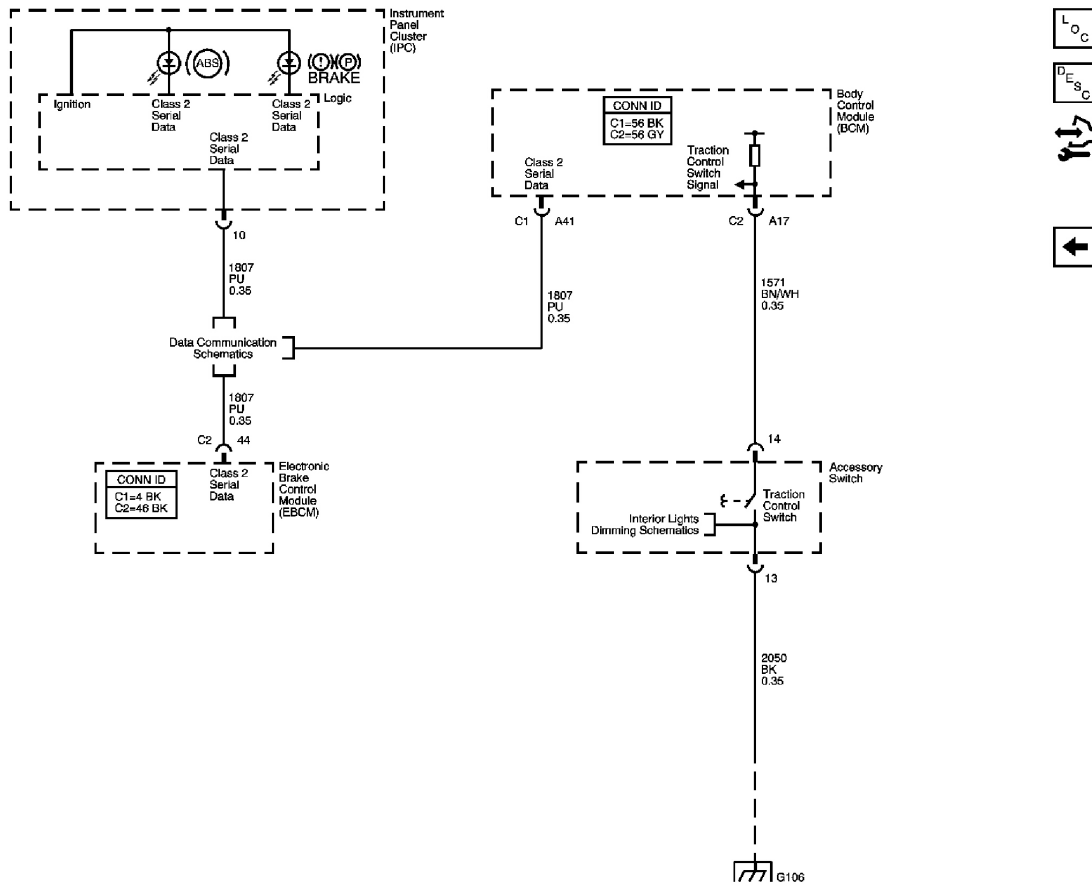 Instrument
Panel
Cluster
(IPC)
ABS
! P
BRAKE
Ignition
Class 2
Serial
Data
Class 2
Serial
Data
Logic
Class 2
Serial
Data
10
1807
PU
0.35
Data Communication
Schematics
1807
PU
0.35
C2 44
CONN ID
C1=4 BK
C2=46 BK
Class 2
Serial
Data
Electronic
Brake
Control
Module
(EBCM)
Body
Control
Module
(BCM)
CONN ID
C1=56 BK
C2=56 GY
Class 2
Serial
Data
Traction
Control
Switch
Signal
C1 A41
C2 A17
1807
PU
0.35
1571
BN/WH
0.35
14
Accessory
Switch
Traction
Control
Switch
Interior Lights
Dimming Schematics
13
2050
BK
0.35
G106
LOC
DESC